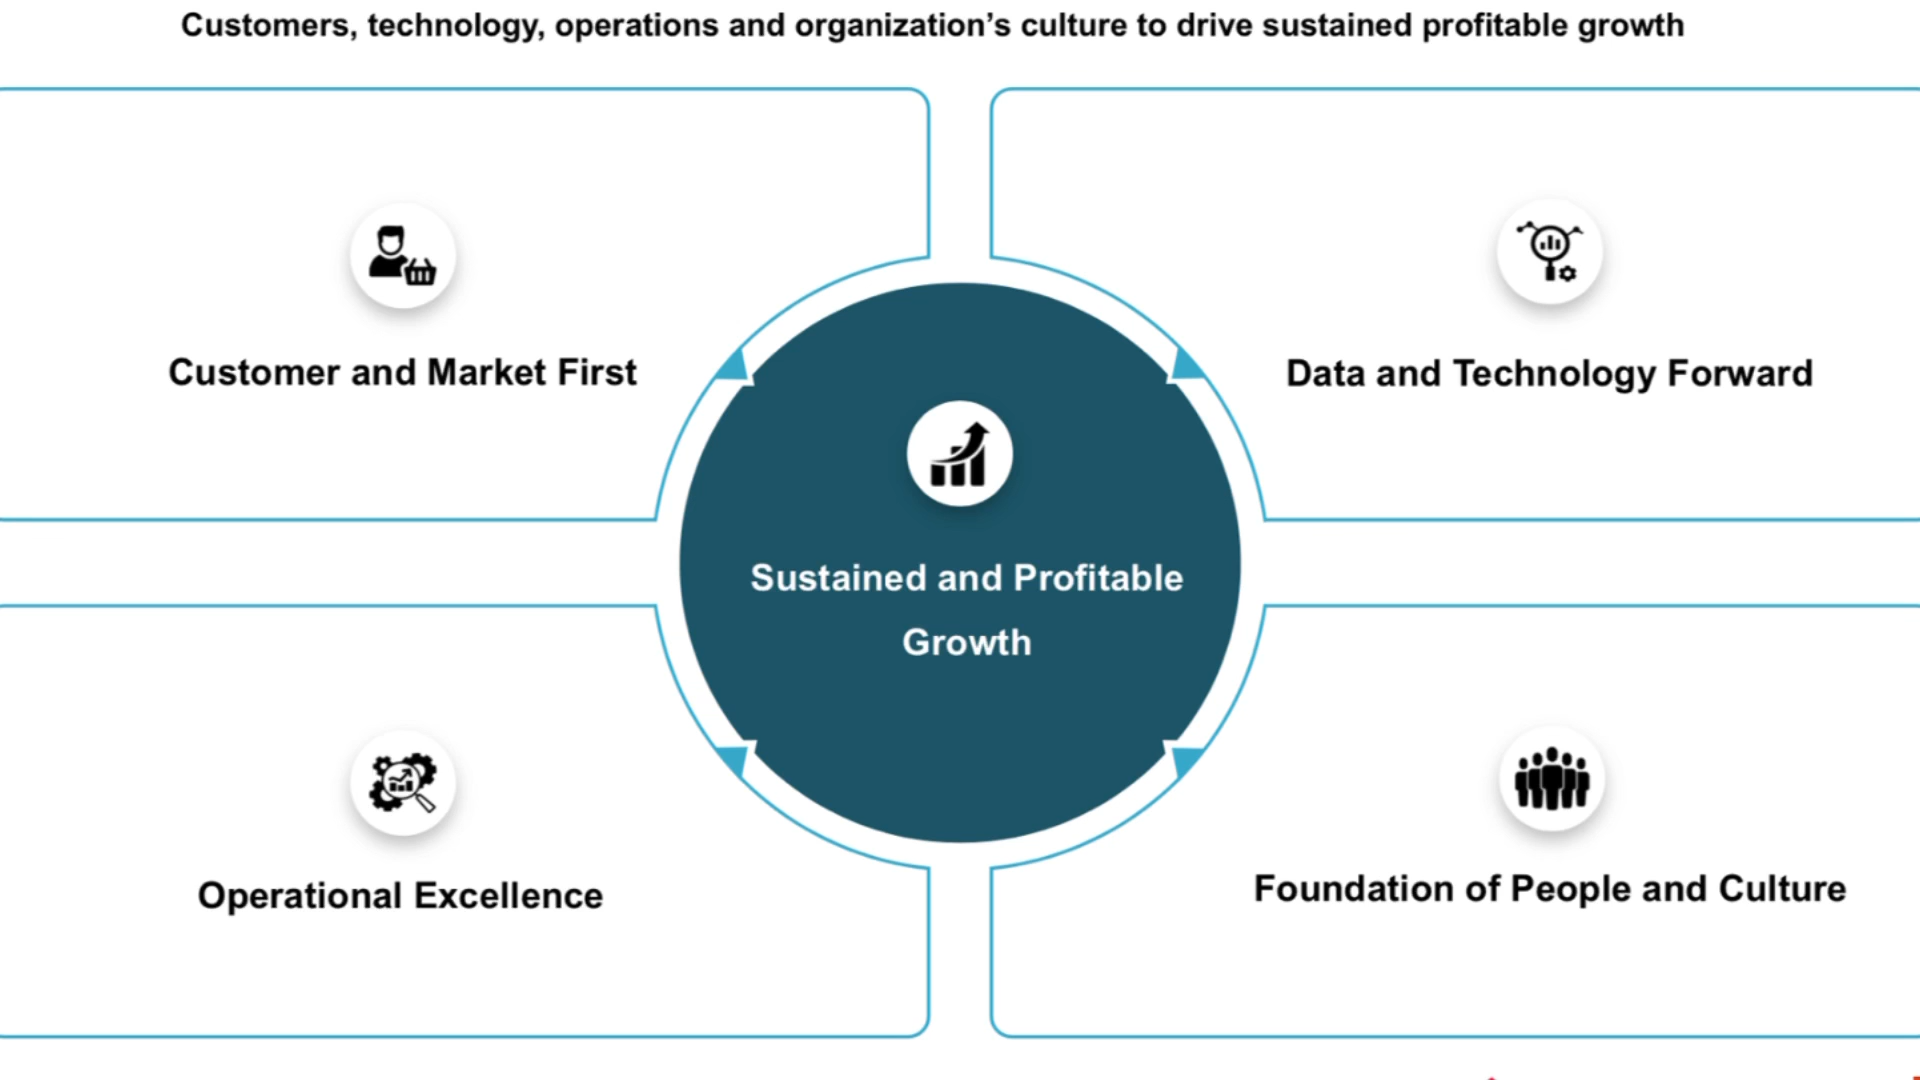 Customers, technology, operations and organization’s culture to drive sustained profitable growth
Customer and Market First
Data and Technology Forward
Sustained and Profitable
Growth
Operational Excellence
Foundation of People and Culture